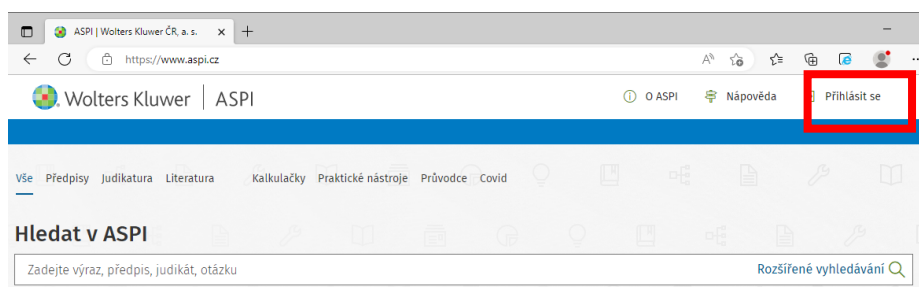 ASPI | Wolters Kluwer ČR, a. s.
https://www.aspi.cz
Wolters Kluwer | ASPI
O ASPI Nápověda Přihlásit se
Vše Předpisy Judikatura Literatura Kalkulačky Praktické nástroje Průvodce Covid
Hledat v ASPI
Zadejte výraz, předpis, judikát, otázku Rozšířené vyhledávání